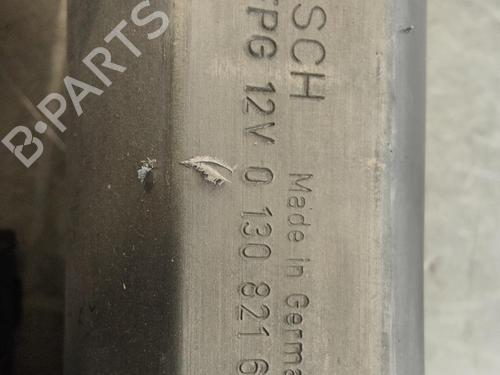 SCH
FPG 12V 0 130 821 6
Made in Germa
B-PARTS